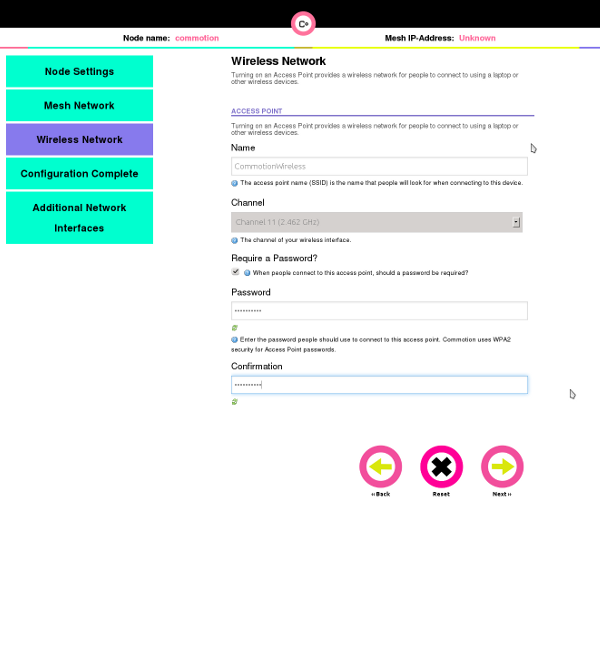 C+
Node name: commotion
Mesh IP-Address: Unknown
Node Settings
Mesh Network
Wireless Network
Configuration Complete
Additional Network
Interfaces
Wireless Network
Turning on an Access Point provides a wireless network for people to connect to using a laptop or
other wireless devices.
ACCESS POINT
Turning on an Access Point provides a wireless network for people to connect to using a laptop or
other wireless devices.
Name
CommotionWireless
The access point name (SSID) is the name that people will look for when connecting to this device.
Channel
Channel 11 (2.462 GHz)
The channel of your wireless interface.
Require a Password?
When people connect to this access point, should a password be required?
Password
••••••••••
Enter the password people should use to connect to this access point. Commotion uses WPA2
security for Access Point passwords.
Confirmation
••••••••••
‹‹ Back
Reset
Next ››